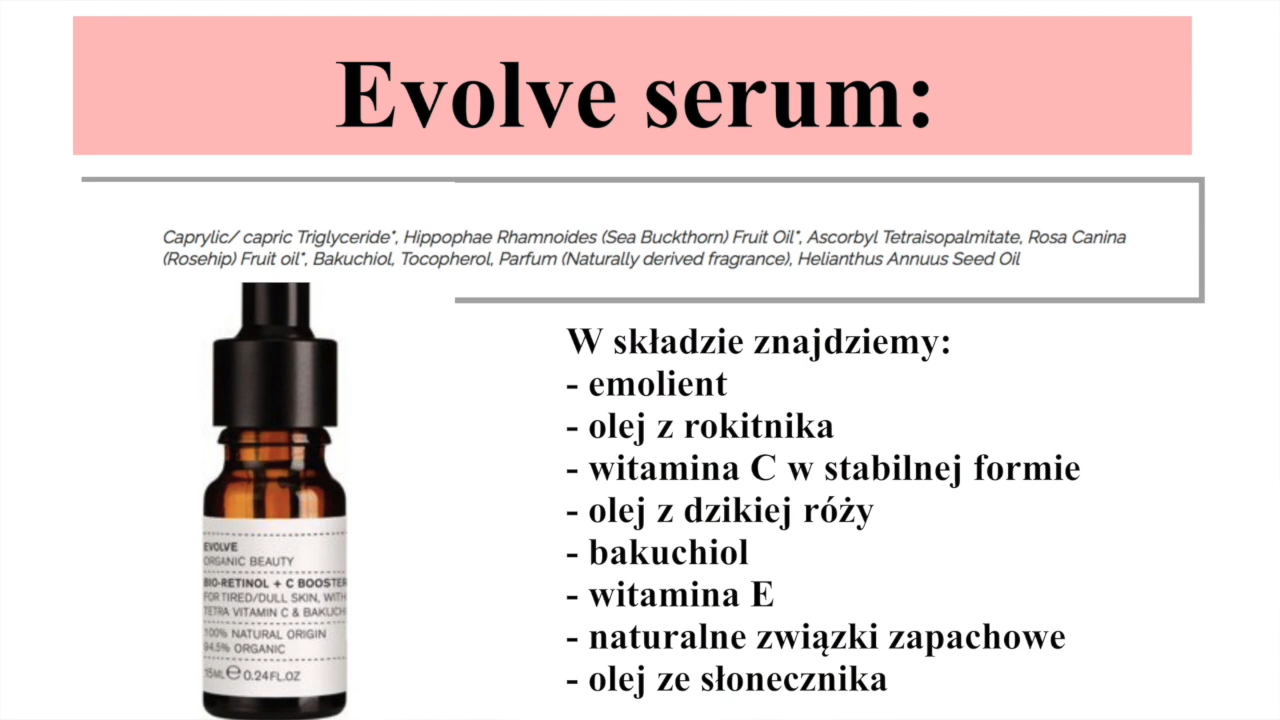 Evolve serum:
Caprylic/ capric Triglyceride*, Hippophae Rhamnoides (Sea Buckthorn) Fruit Oil*, Ascorbyl Tetraisopalmitate, Rosa Canina
(Rosehip) Fruit oil*, Bakuchiol, Tocopherol, Parfum (Naturally derived fragrance), Helianthus Annuus Seed Oil
W składzie znajdziemy:
- emolient
- olej z rokitnika
- witamina C w stabilnej formie
- olej z dzikiej róży
- bakuchiol
- witamina E
- naturalne związki zapachowe
- olej ze słonecznika
EVOLVE
ORGANIC BEAUTY
BIO-RETINOL + C BOOSTER
FOR TIRED/DULL SKIN, WITH
TETRA VITAMIN C & BAKUCH
100% NATURAL ORIGIN
94.5% ORGANIC
0.24FL.OZ